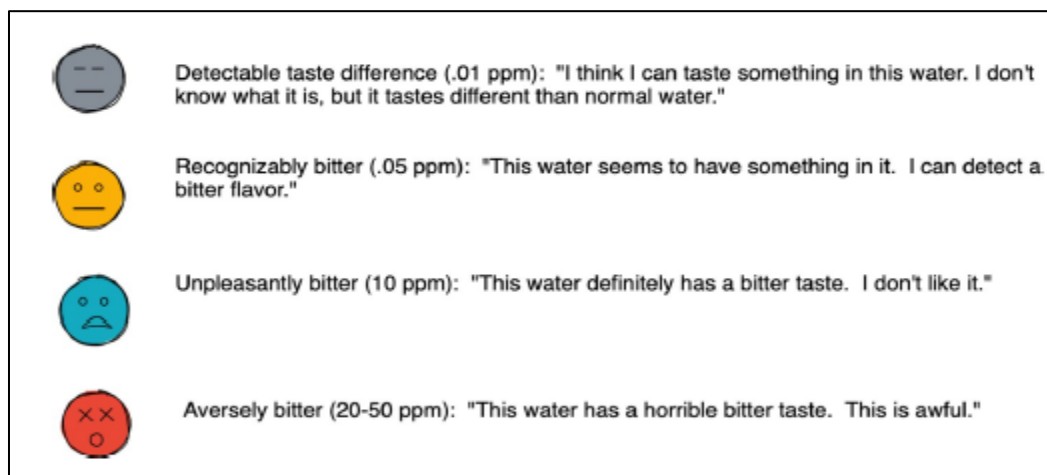 Detectable taste difference (.01 ppm): "I think I can taste something in this water. I don't
know what it is, but it tastes different than normal water."
Recognizably bitter (.05 ppm): "This water seems to have something in it. I can detect a
bitter flavor."
Unpleasantly bitter (10 ppm): "This water definitely has a bitter taste. I don't like it."
Aversely bitter (20-50 ppm): "This water has a horrible bitter taste. This is awful."